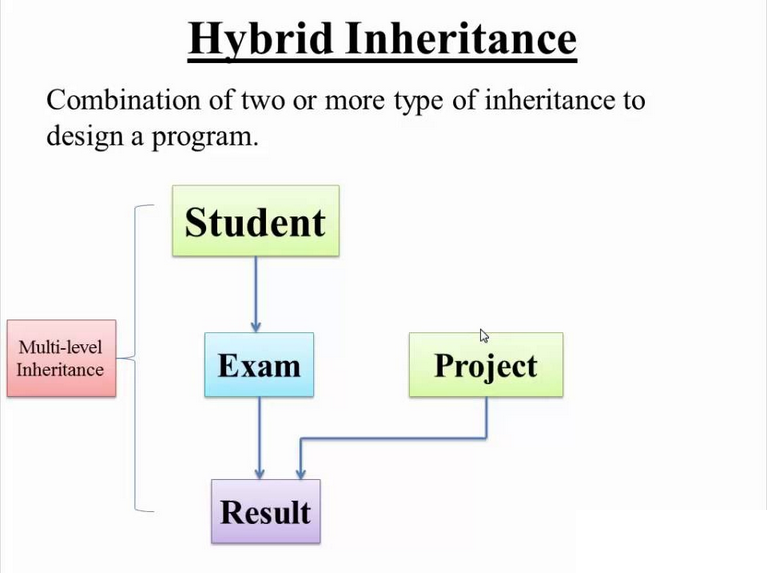 Hybrid Inheritance
Combination of two or more type of inheritance to
design a program.
Student
Multi-level
Inheritance
Exam
Project
Result